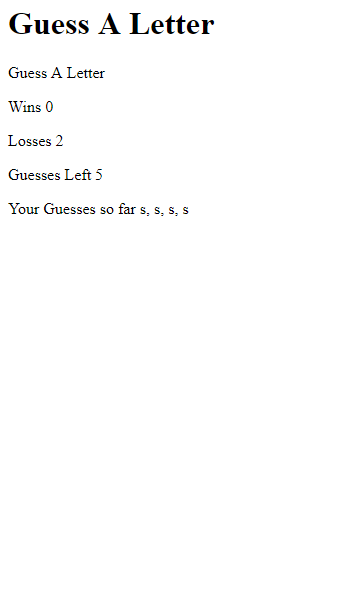 Guess A Letter
Guess A Letter
Wins 0
Losses 2
Guesses Left 5
Your Guesses so far s, s, s, s